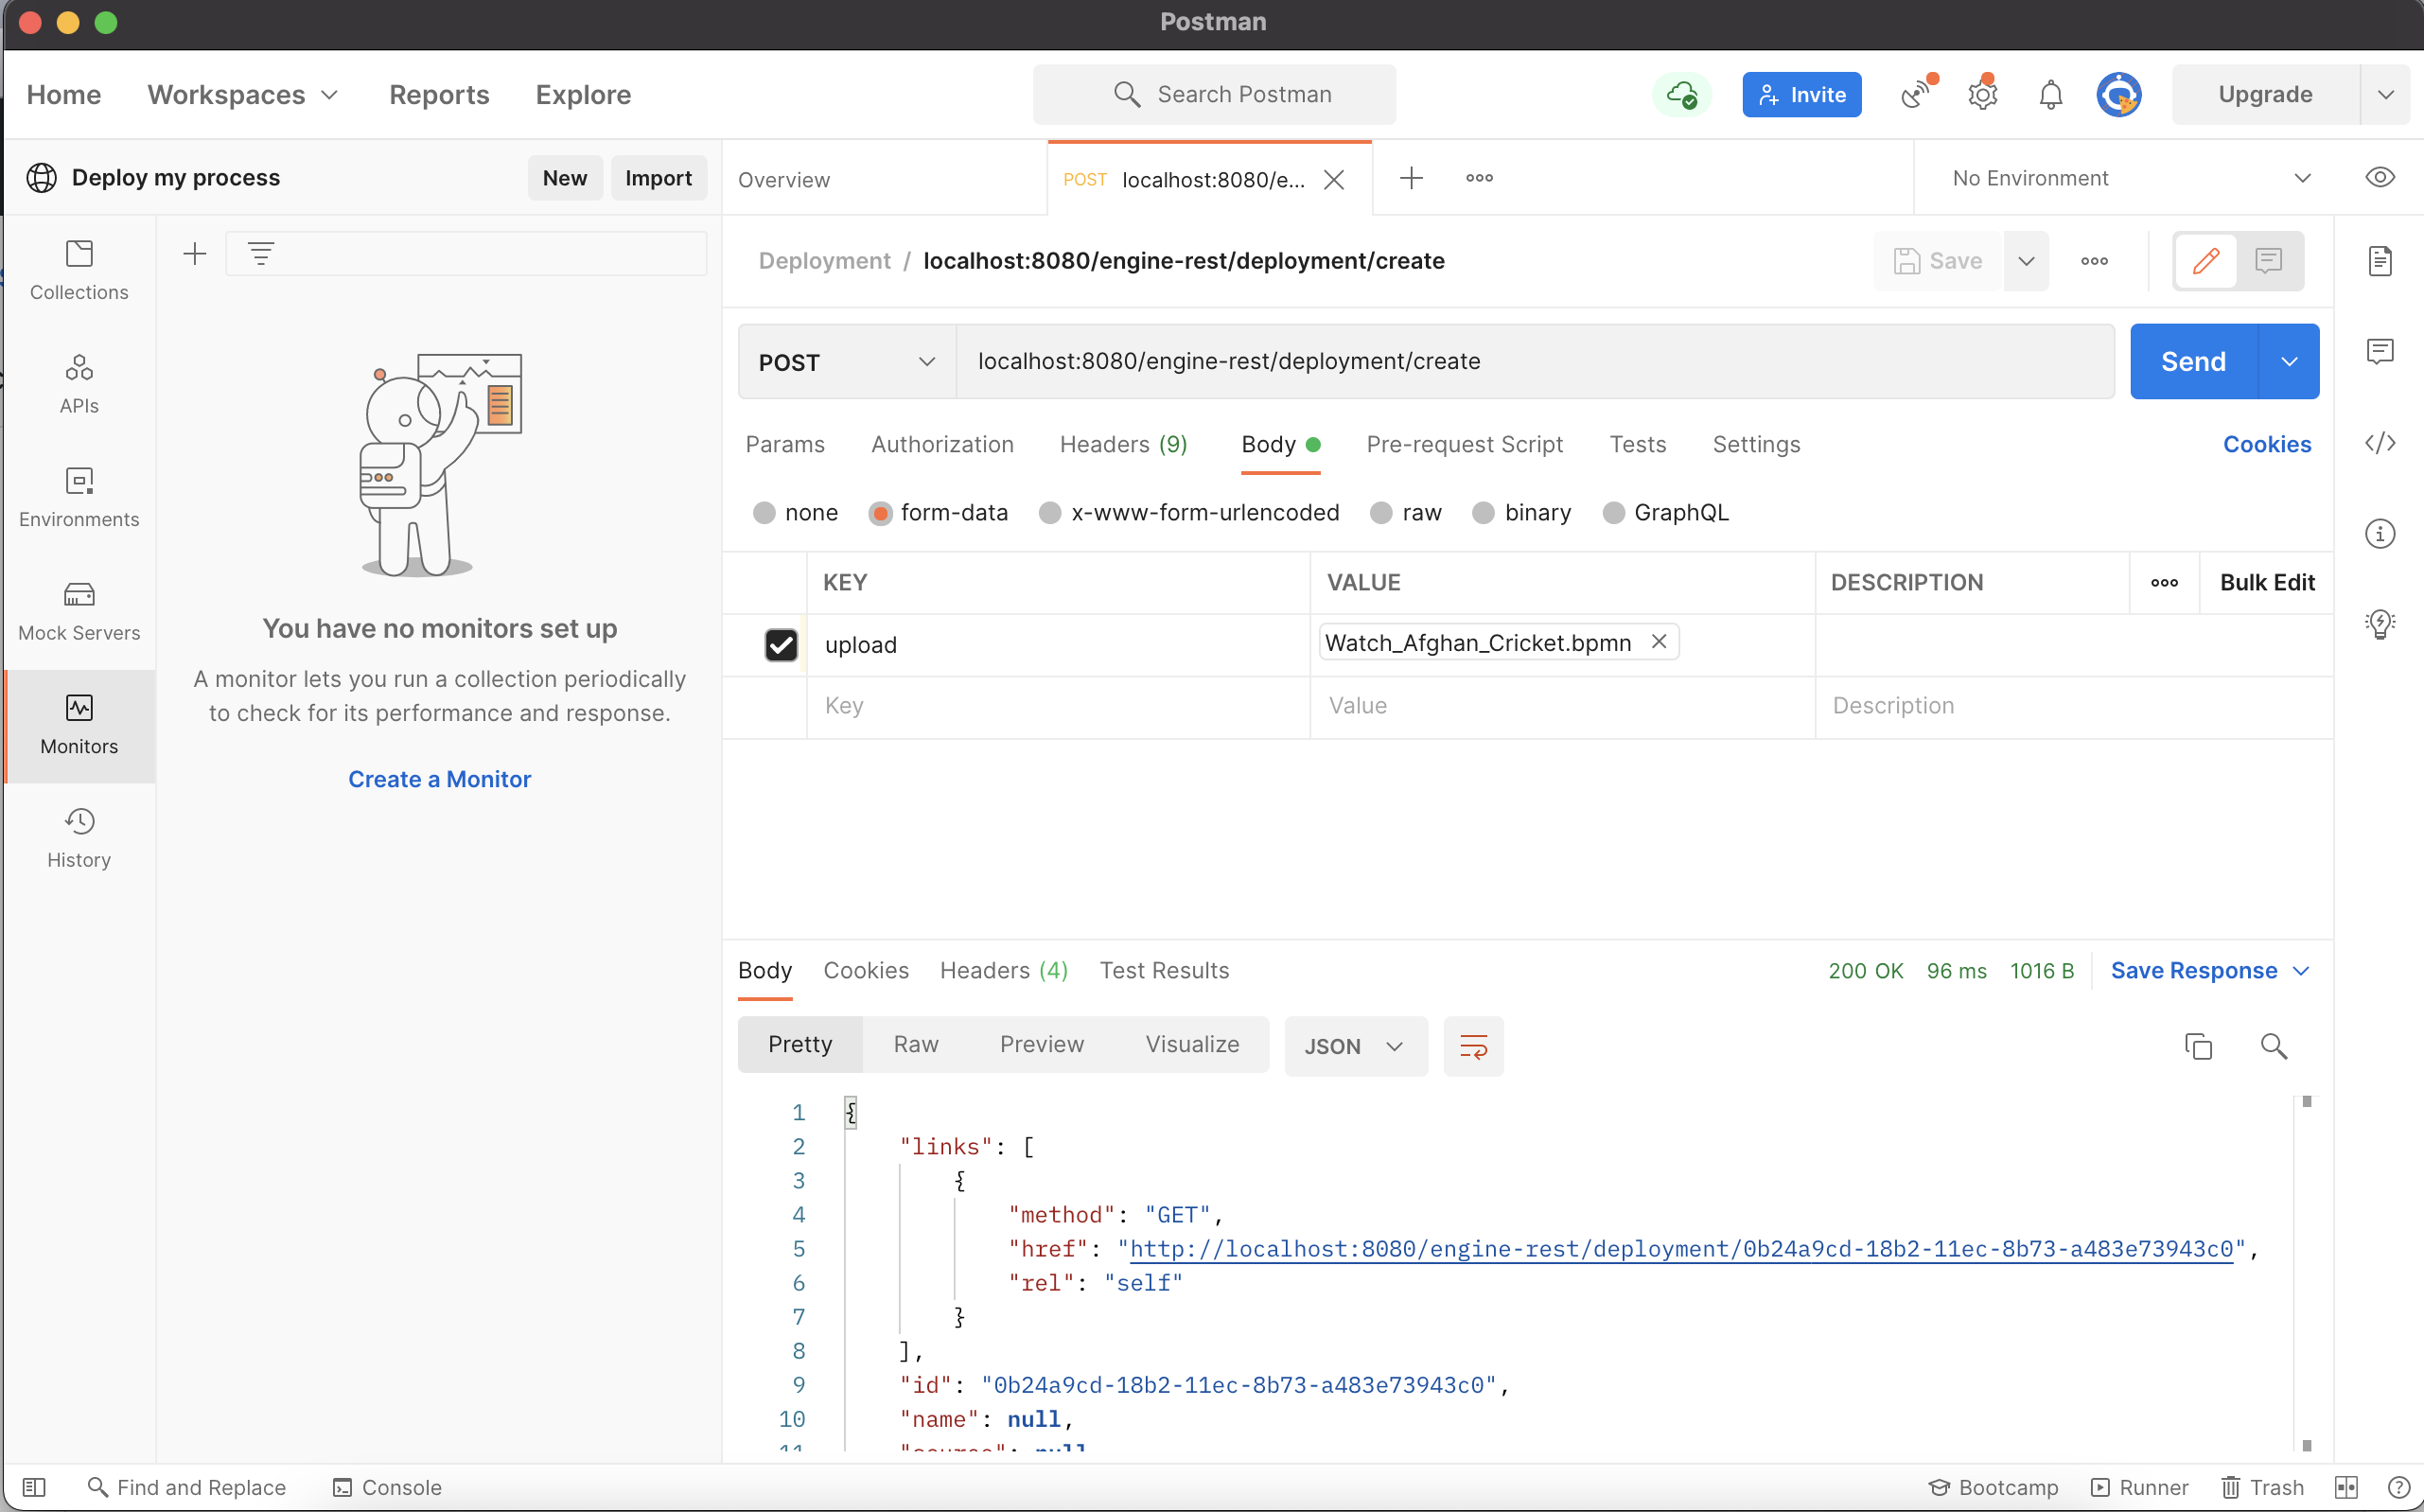 Postman
Home Workspaces Reports Explore Search Postman Invite Upgrade
Deploy my process New Import Overview POST localhost:8080/e... No Environment
Collections
APIs
Environments
Mock Servers
Monitors
History
You have no monitors set up
A monitor lets you run a collection periodically
to check for its performance and response.
Create a Monitor
Deployment / localhost:8080/engine-rest/deployment/create Save
POST localhost:8080/engine-rest/deployment/create Send
Params Authorization Headers (9) Body Pre-request Script Tests Settings Cookies
none form-data x-www-form-urlencoded raw binary GraphQL
KEY VALUE DESCRIPTION Bulk Edit
upload Watch_Afghan_Cricket.bpmn
Key Value Description
Body Cookies Headers (4) Test Results 200 OK 96 ms 1016 B Save Response
Pretty Raw Preview Visualize JSON
1 {
2 "links": [
3 {
4 "method": "GET",
5 "href": "http://localhost:8080/engine-rest/deployment/0b24a9cd-18b2-11ec-8b73-a483e73943c0",
6 "rel": "self"
7 }
8 ],
9 "id": "0b24a9cd-18b2-11ec-8b73-a483e73943c0",
10 "name": null,
11 "source": null
Find and Replace Console Bootcamp Runner Trash